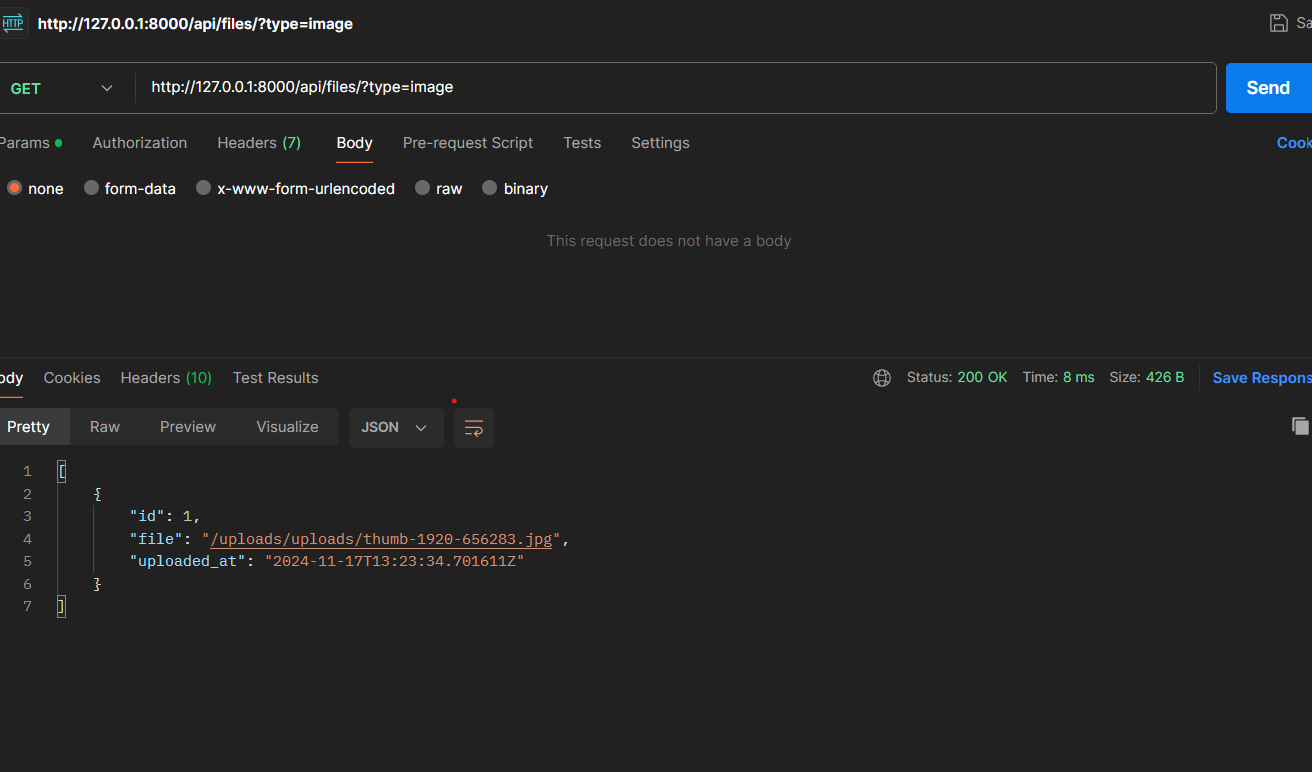 HTTP http://127.0.0.1:8000/api/files/?type=image Sa
GET http://127.0.0.1:8000/api/files/?type=image Send
Params Authorization Headers (7) Body Pre-request Script Tests Settings Cook
none form-data x-www-form-urlencoded raw binary
This request does not have a body
ody Cookies Headers (10) Test Results Status: 200 OK Time: 8 ms Size: 426 B Save Respons
Pretty Raw Preview Visualize JSON
1 [
2 {
3 "id": 1,
4 "file": "/uploads/uploads/thumb-1920-656283.jpg",
5 "uploaded_at": "2024-11-17T13:23:34.701611Z"
6 }
7 ]